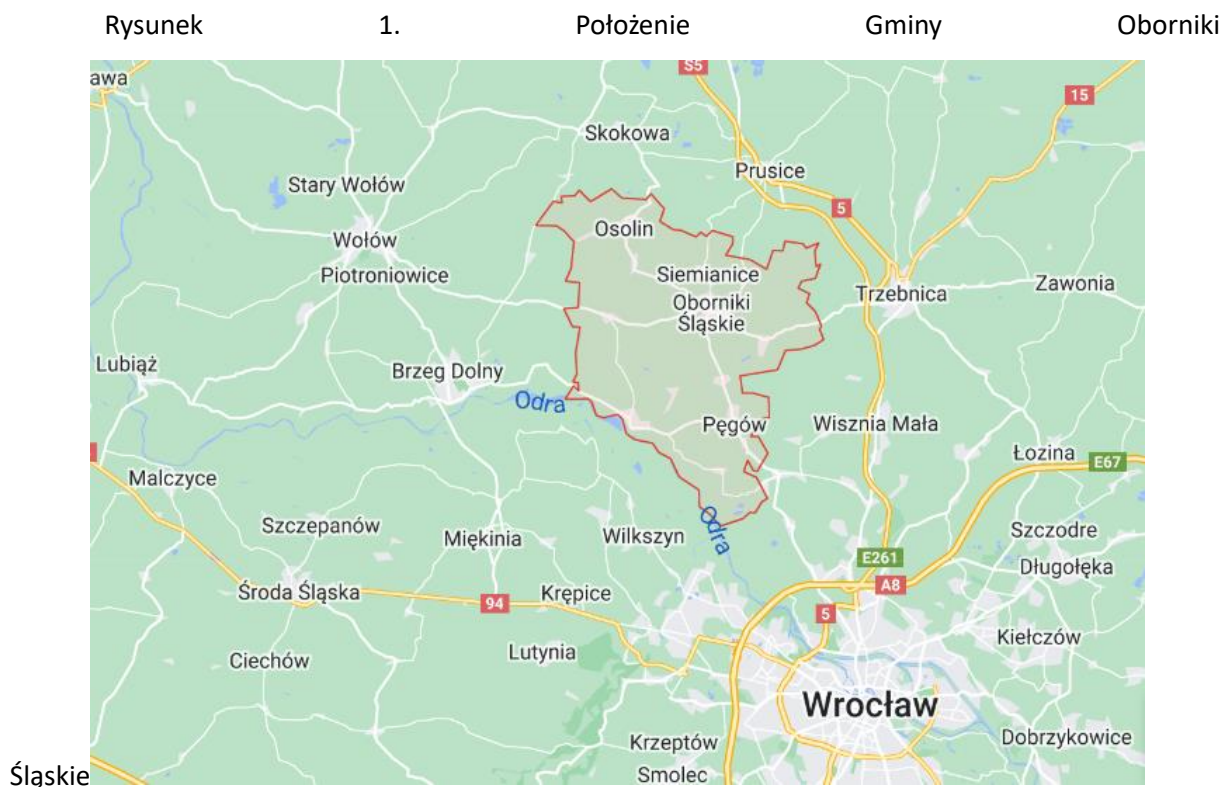 Rysunek 1. Położenie Gminy Oborniki
Śląskie
awa
S5
15
Skokowa
Prusice
Stary Wołów
5
Osolin
Wołów
Piotroniowice
Siemianice
Zawonia
Trzebnica
Oborniki
Śląskie
Lubiąż
Brzeg Dolny
Odra
Pęgów
Wisznia Mała
Łozina
E67
Malczyce
Szczepanów
Miękinia
Wilkszyn
Odra
Szczodre
E261
Długołęka
A8
Środa Śląska
94
Krępice
5
Kiełczów
Ciechów
Lutynia
Wrocław
Krzeptów
Dobrzykowice
Smolec